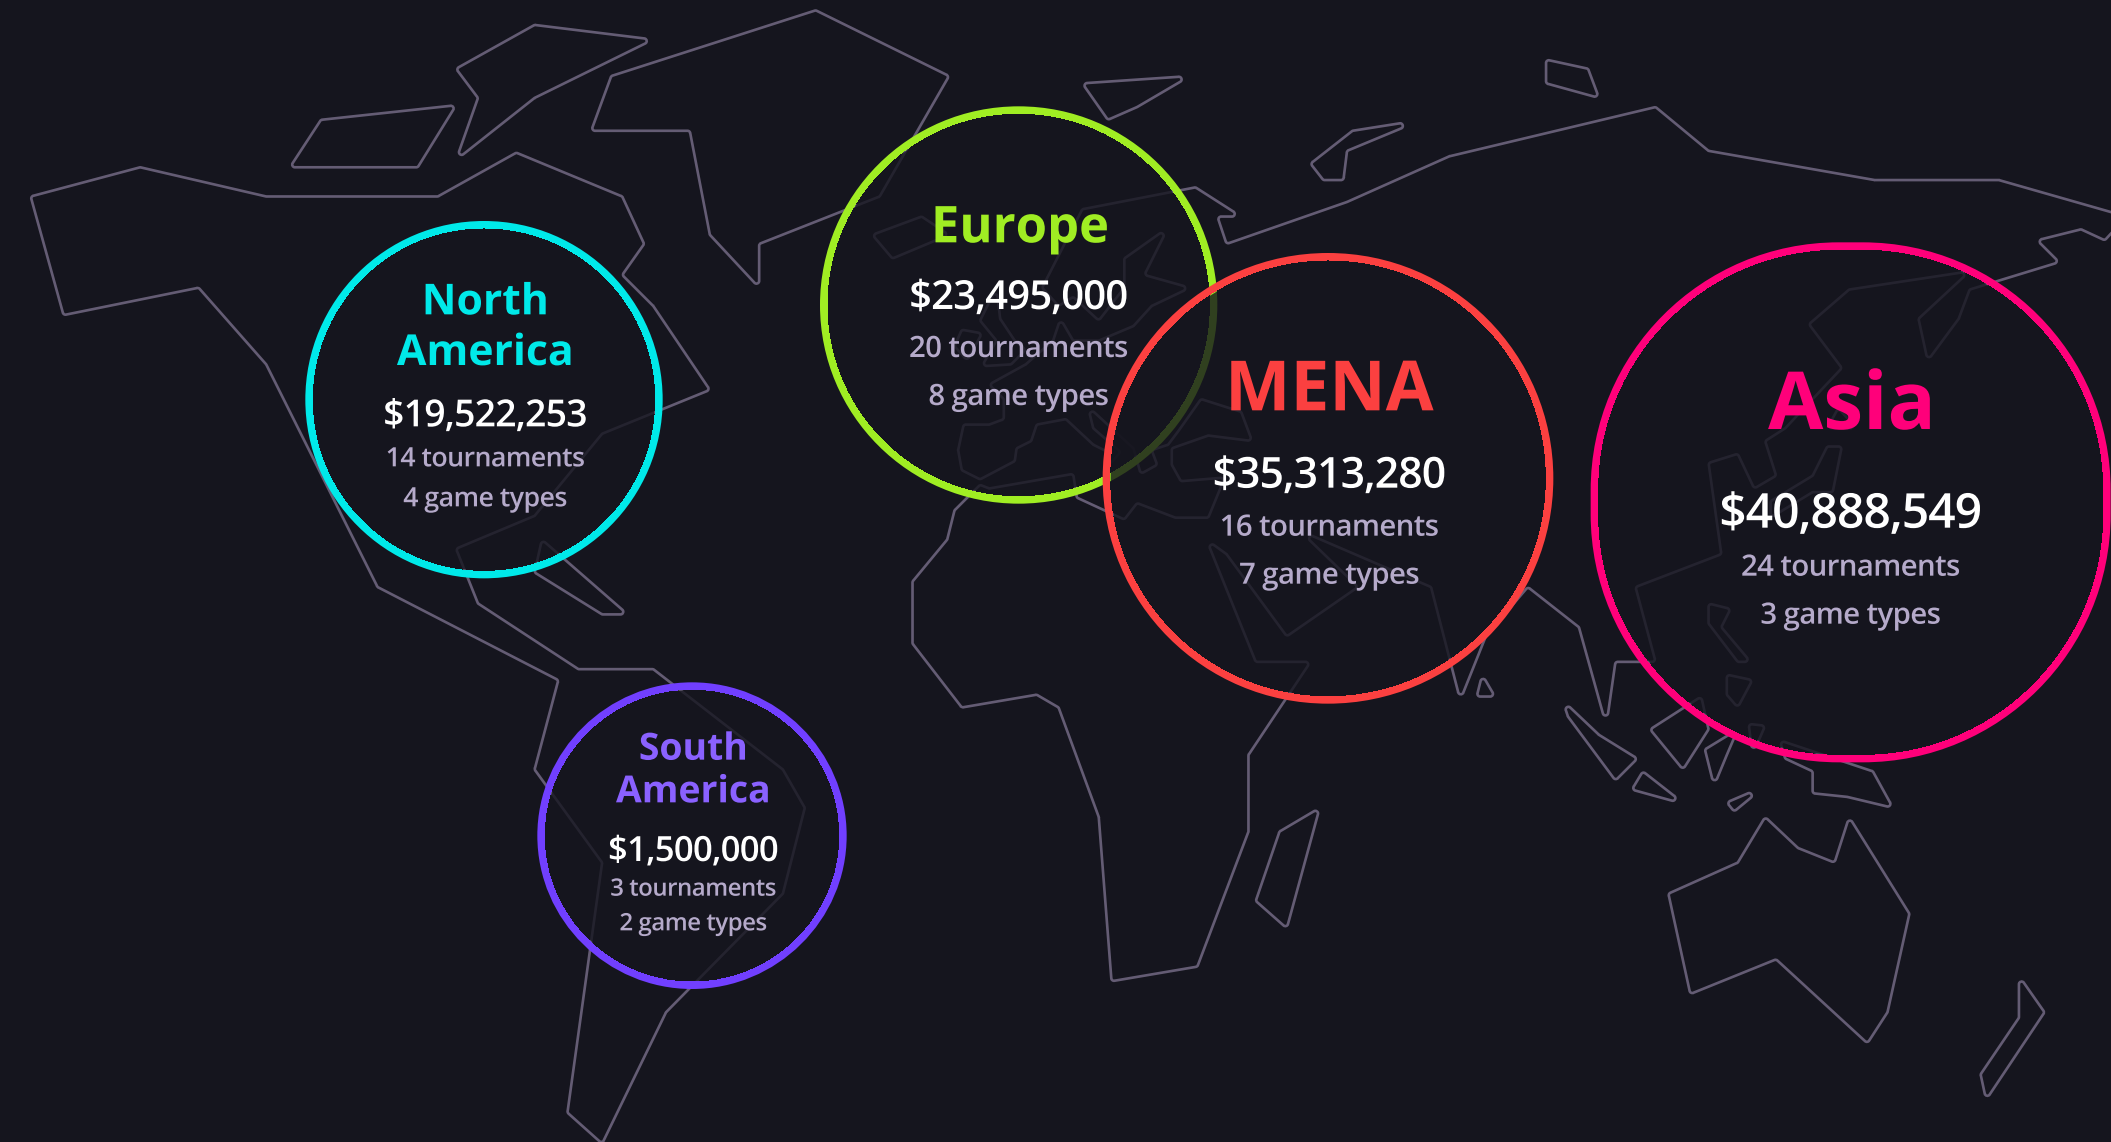 North
America
$19,522,253
14 tournaments
4 game types
Europe
$23,495,000
20 tournaments
8 game types
MENA
$35,313,280
16 tournaments
7 game types
Asia
$40,888,549
24 tournaments
3 game types
South
America
$1,500,000
3 tournaments
2 game types